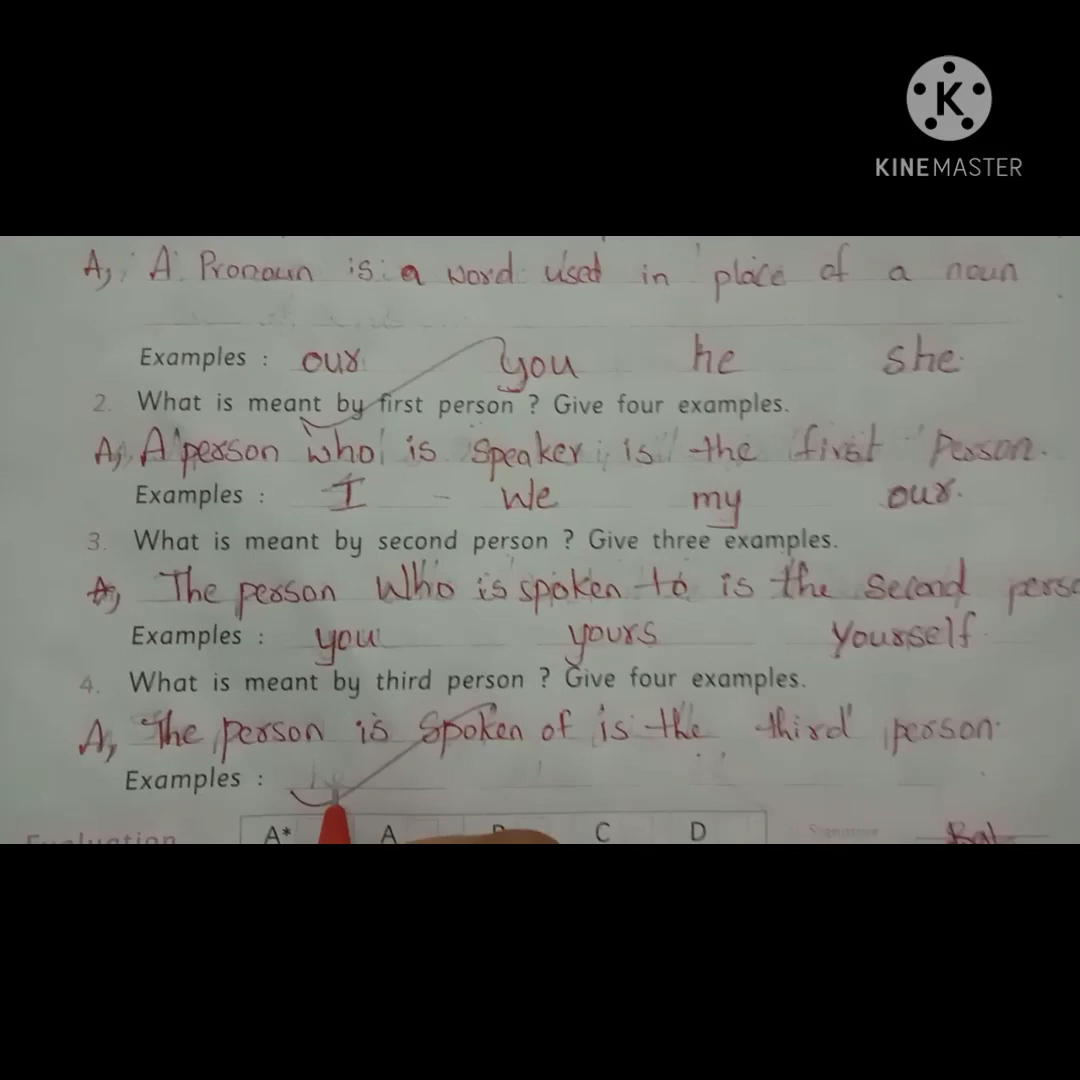 KINEMASTER
A, A Pronoun is a word used in place of a noun
Examples : our you he she
2. What is meant by first person ? Give four examples.
A, A person who is speaker is the first Person.
Examples : I - We my our.
3. What is meant by second person ? Give three examples.
A, The person Who is spoken to is the second perso
Examples : you yours yourself
4. What is meant by third person ? Give four examples.
A, The person is spoken of is the third person.
Examples :
Evaluation A* A B C D Signature